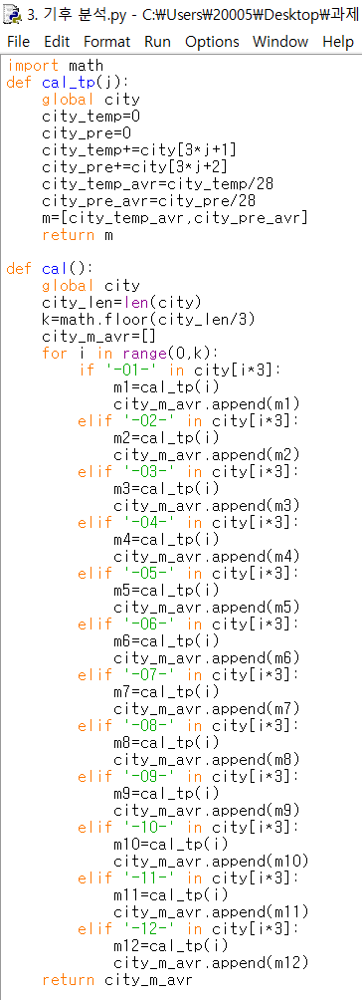 3. 기후 분석.py - C:\Users\20005\Desktop\과제
File Edit Format Run Options Window Help
import math
def cal_tp(j):
    global city
    city_temp=0
    city_pre=0
    city_temp+=city[3*j+1]
    city_pre+=city[3*j+2]
    city_temp_avr=city_temp/28
    city_pre_avr=city_pre/28
    m=[city_temp_avr,city_pre_avr]
    return m

def cal():
    global city
    city_len=len(city)
    k=math.floor(city_len/3)
    city_m_avr=[]
    for i in range(0,k):
        if '-01-' in city[i*3]:
            m1=cal_tp(i)
            city_m_avr.append(m1)
        elif '-02-' in city[i*3]:
            m2=cal_tp(i)
            city_m_avr.append(m2)
        elif '-03-' in city[i*3]:
            m3=cal_tp(i)
            city_m_avr.append(m3)
        elif '-04-' in city[i*3]:
            m4=cal_tp(i)
            city_m_avr.append(m4)
        elif '-05-' in city[i*3]:
            m5=cal_tp(i)
            city_m_avr.append(m5)
        elif '-06-' in city[i*3]:
            m6=cal_tp(i)
            city_m_avr.append(m6)
        elif '-07-' in city[i*3]:
            m7=cal_tp(i)
            city_m_avr.append(m7)
        elif '-08-' in city[i*3]:
            m8=cal_tp(i)
            city_m_avr.append(m8)
        elif '-09-' in city[i*3]:
            m9=cal_tp(i)
            city_m_avr.append(m9)
        elif '-10-' in city[i*3]:
            m10=cal_tp(i)
            city_m_avr.append(m10)
        elif '-11-' in city[i*3]:
            m11=cal_tp(i)
            city_m_avr.append(m11)
        elif '-12-' in city[i*3]:
            m12=cal_tp(i)
            city_m_avr.append(m12)
    return city_m_avr